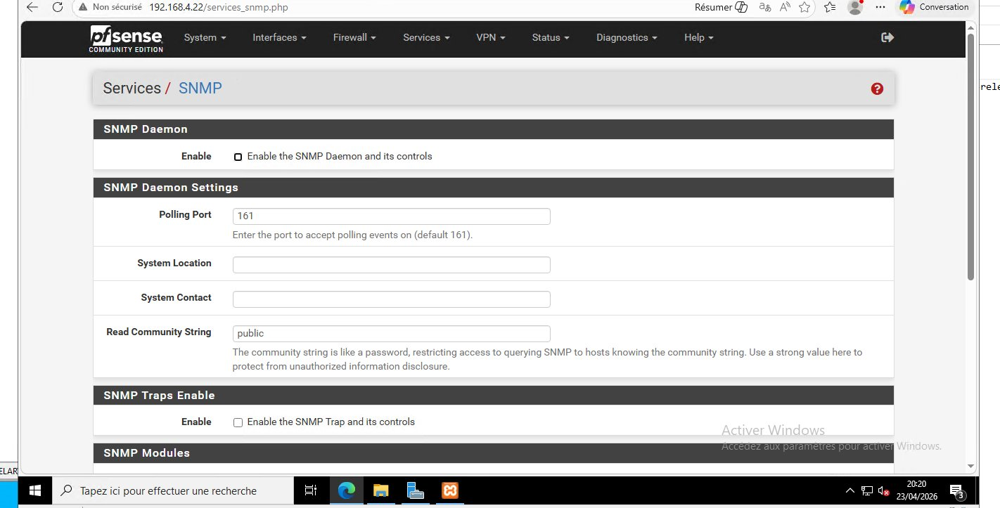 Non sécurisé 192.168.4.22/services_snmp.php Résumer Conversation
pfsense System Interfaces Firewall Services VPN Status Diagnostics Help
COMMUNITY EDITION
Services / SNMP
SNMP Daemon
Enable Enable the SNMP Daemon and its controls
SNMP Daemon Settings
Polling Port 161
Enter the port to accept polling events on (default 161).
System Location
System Contact
Read Community String public
The community string is like a password, restricting access to querying SNMP to hosts knowing the community string. Use a strong value here to
protect from unauthorized information disclosure.
SNMP Traps Enable
Enable Enable the SNMP Trap and its controls
Activer Windows
Accédez aux paramètres pour activer Windows.
SNMP Modules
Tapez ici pour effectuer une recherche
20:20
23/04/2026
3